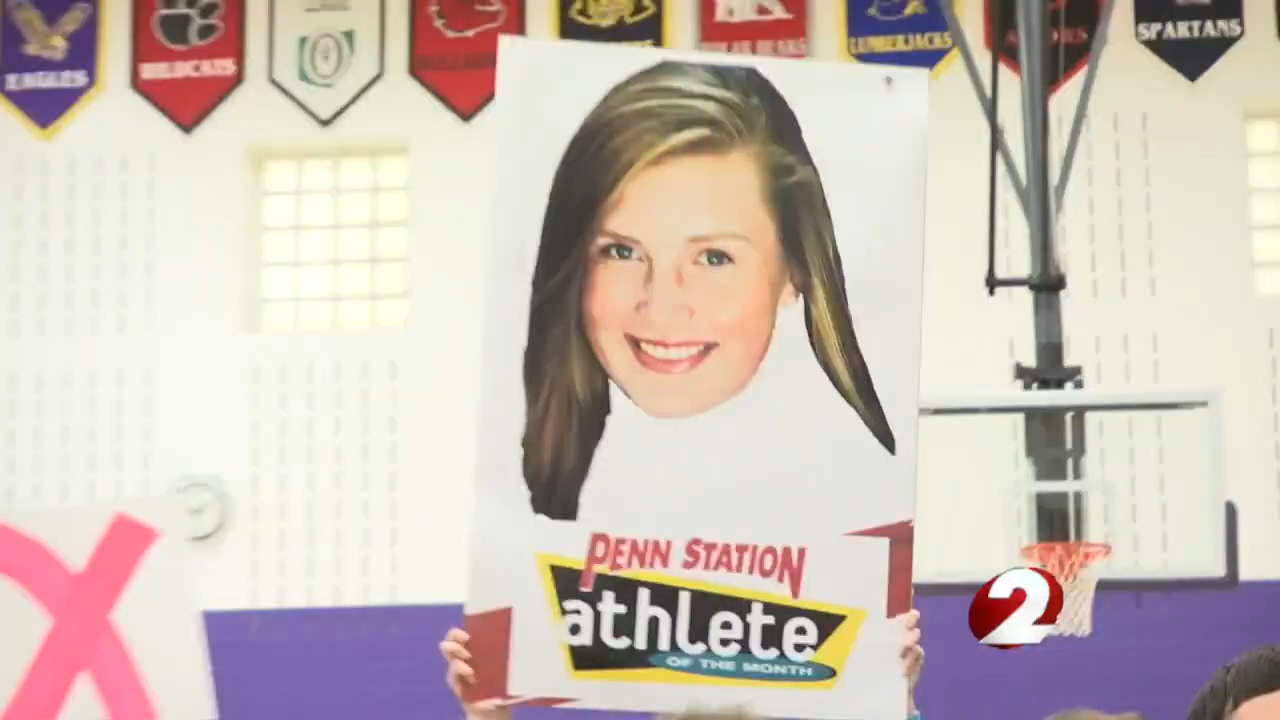 EAGLES
WILDCATS
LUMBERJACKS
SPARTANS
PENN STATION
athlete
OF THE MONTH
2
X